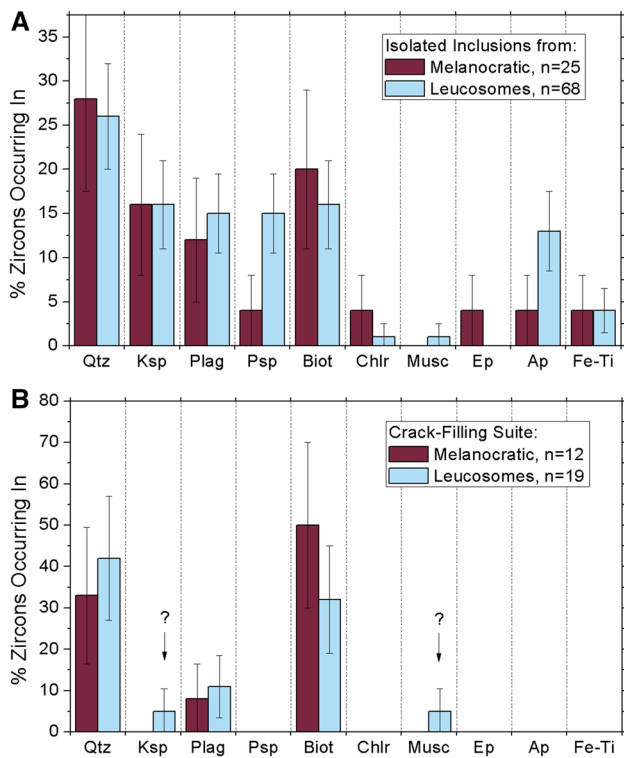 A
% Zircons Occurring In
35
30
25
20
15
10
5
0
Isolated Inclusions from:
Melanocratic, n=25
Leucosomes, n=68
Qtz Ksp Plag Psp Biot Chlr Musc Ep Ap Fe-Ti
B
% Zircons Occurring In
80
70
60
50
40
30
20
10
0
Crack-Filling Suite:
Melanocratic, n=12
Leucosomes, n=19
? ?
Qtz Ksp Plag Psp Biot Chlr Musc Ep Ap Fe-Ti